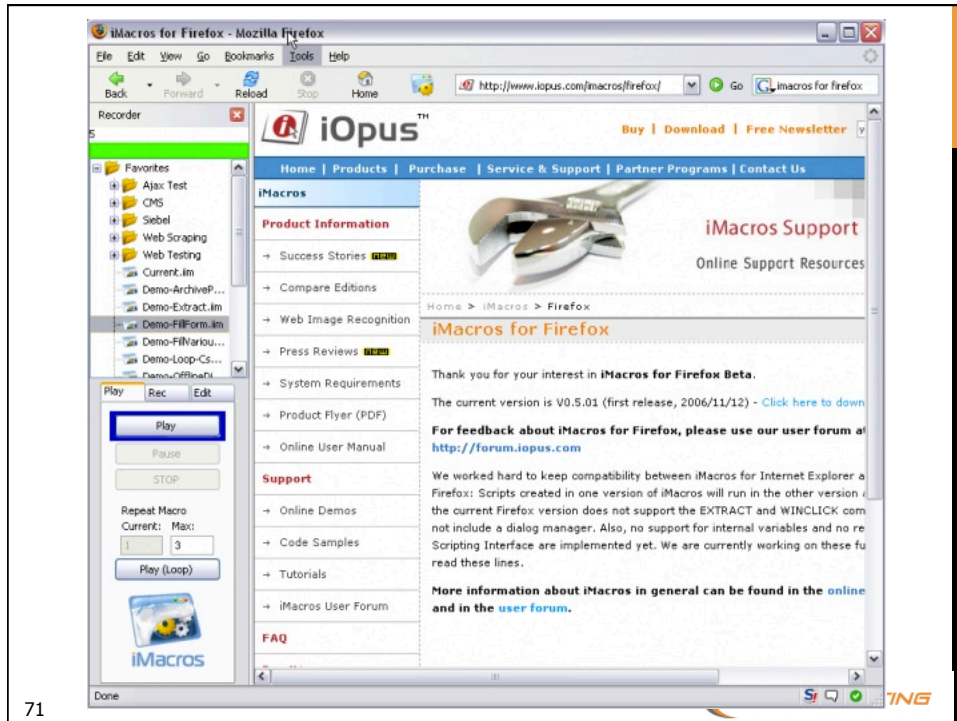 iMacros for Firefox - Mozilla Firefox
File Edit View Go Bookmarks Tools Help
Back Forward Reload Stop Home http://www.iopus.com/imacros/firefox/ Go imacros for firefox
Recorder
5
Favorites
Ajax Test
CMS
Siebel
Web Scraping
Web Testing
Current.iim
Demo-ArchiveP...
Demo-Extract.iim
Demo-FillForm.iim
Demo-FillVariou...
Demo-Loop-Cs...
Demo-OfflineDi
Play Rec Edit
Play
Pause
STOP
Repeat Macro
Current: Max:
1 3
Play (Loop)
iMacros
iOpus™
Buy | Download | Free Newsletter y
Home | Products | Purchase | Service & Support | Partner Programs | Contact Us
iMacros
Product Information
→ Success Stories new
→ Compare Editions
→ Web Image Recognition
→ Press Reviews new
→ System Requirements
→ Product Flyer (PDF)
→ Online User Manual
Support
→ Online Demos
→ Code Samples
→ Tutorials
→ iMacros User Forum
FAQ
iMacros Support
Online Support Resources
Home > iMacros > Firefox
iMacros for Firefox
Thank you for your interest in iMacros for Firefox Beta.
The current version is V0.5.01 (first release, 2006/11/12) - Click here to down
For feedback about iMacros for Firefox, please use our user forum at
http://forum.iopus.com
We worked hard to keep compatibility between iMacros for Internet Explorer a
Firefox: Scripts created in one version of iMacros will run in the other version
the current Firefox version does not support the EXTRACT and WINCLICK com
not include a dialog manager. Also, no support for internal variables and no re
Scripting Interface are implemented yet. We are currently working on these fu
read these lines.
More information about iMacros in general can be found in the online
and in the user forum.
Done
71
TING